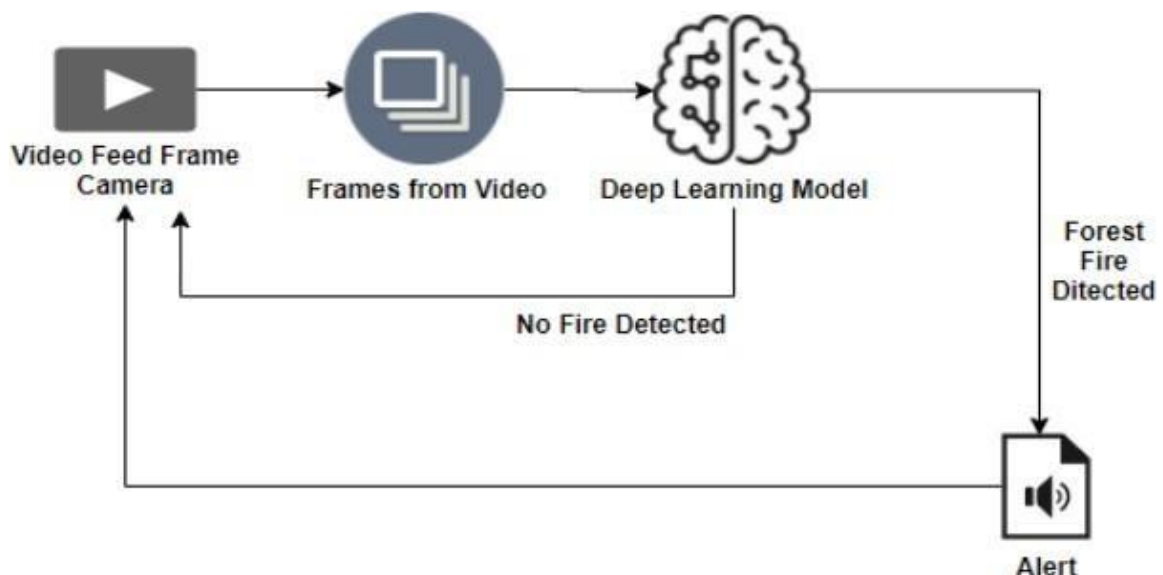 Video Feed Frame
Camera
Frames from Video
Deep Learning Model
Forest
Fire
Ditected
No Fire Detected
Alert